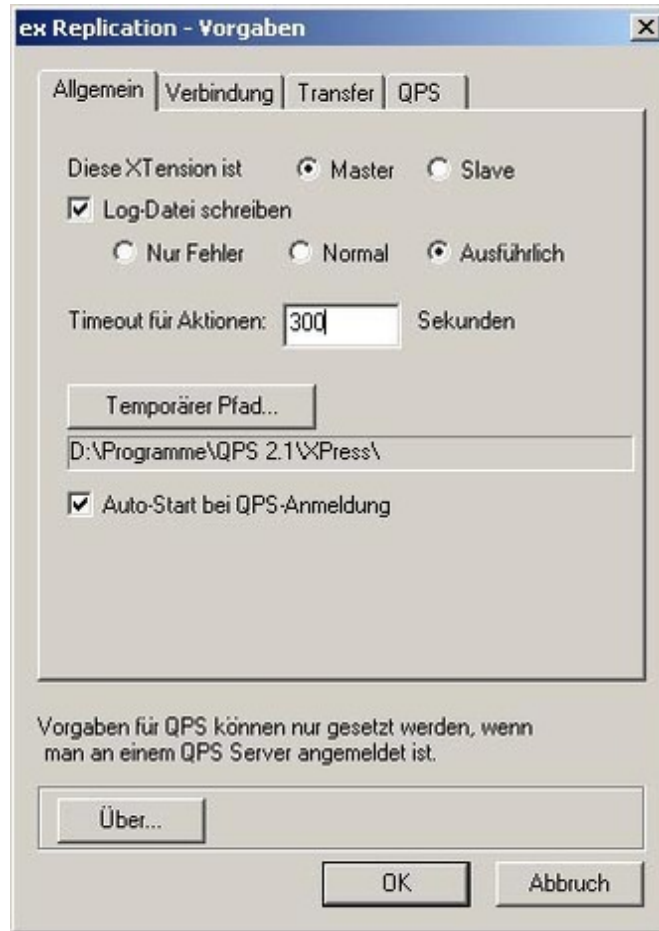 ex Replication - Vorgaben
Allgemein Verbindung Transfer QPS
Diese XTension ist Master Slave
Log-Datei schreiben
Nur Fehler Normal Ausführlich
Timeout für Aktionen: 300 Sekunden
Temporärer Pfad...
D:\Programme\QPS 2.1\XPress\
Auto-Start bei QPS-Anmeldung
Vorgaben für QPS können nur gesetzt werden, wenn
man an einem QPS Server angemeldet ist.
Über...
OK Abbruch